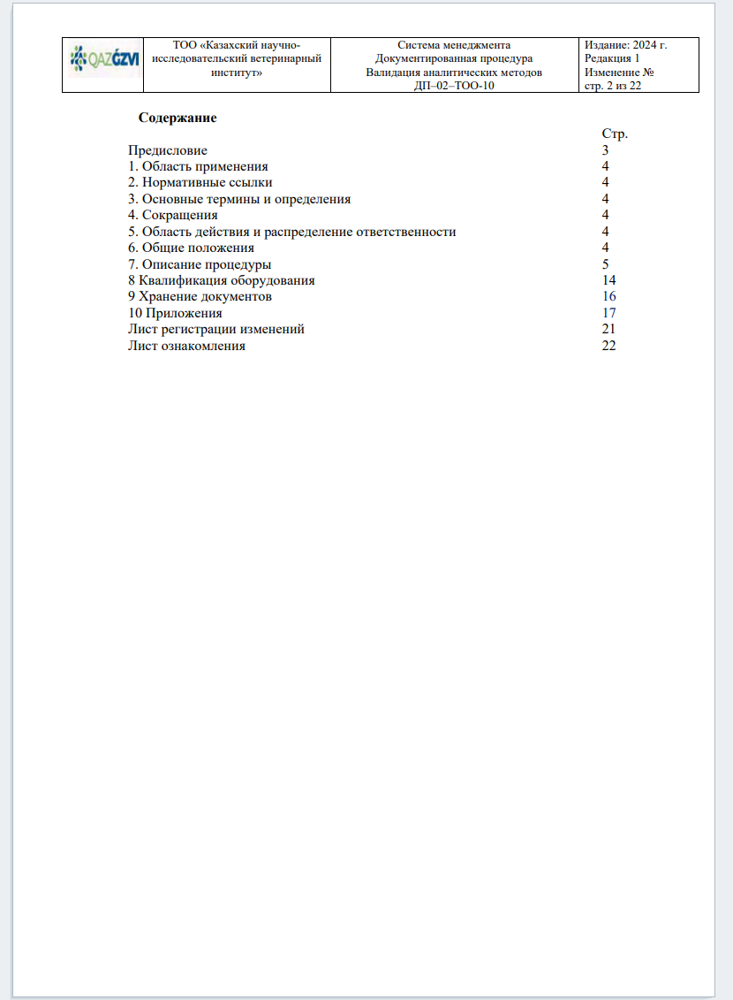 QAZǴZVI
ТОО «Казахский научно-
исследовательский ветеринарный
институт»
Система менеджмента
Документированная процедура
Валидация аналитических методов
ДП–02–ТОО-10
Издание: 2024 г.
Редакция 1
Изменение №
стр. 2 из 22
Содержание
Стр.
Предисловие 3
1. Область применения 4
2. Нормативные ссылки 4
3. Основные термины и определения 4
4. Сокращения 4
5. Область действия и распределение ответственности 4
6. Общие положения 4
7. Описание процедуры 5
8 Квалификация оборудования 14
9 Хранение документов 16
10 Приложения 17
Лист регистрации изменений 21
Лист ознакомления 22